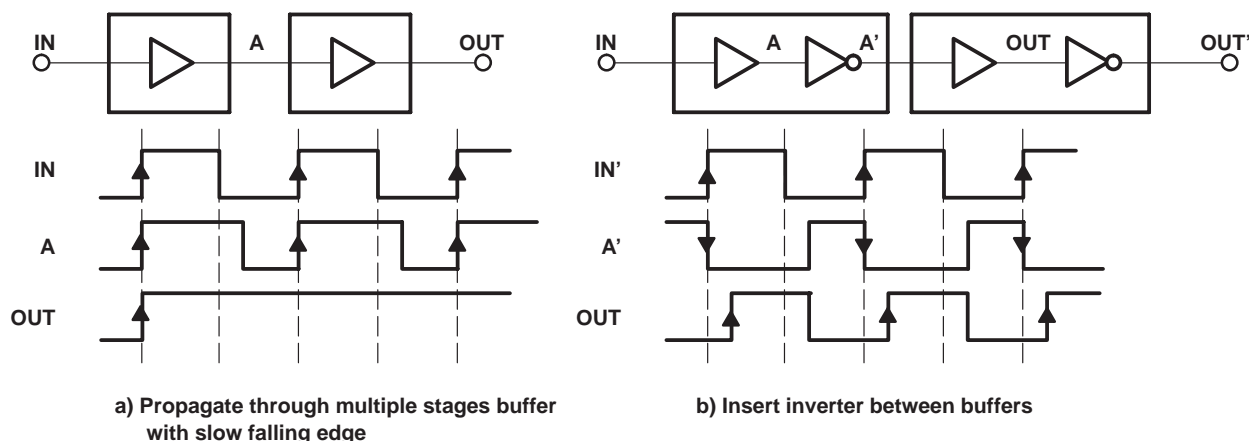 IN A OUT
IN A A' OUT OUT'
IN
A
OUT
IN'
A'
OUT
a) Propagate through multiple stages buffer
with slow falling edge
b) Insert inverter between buffers